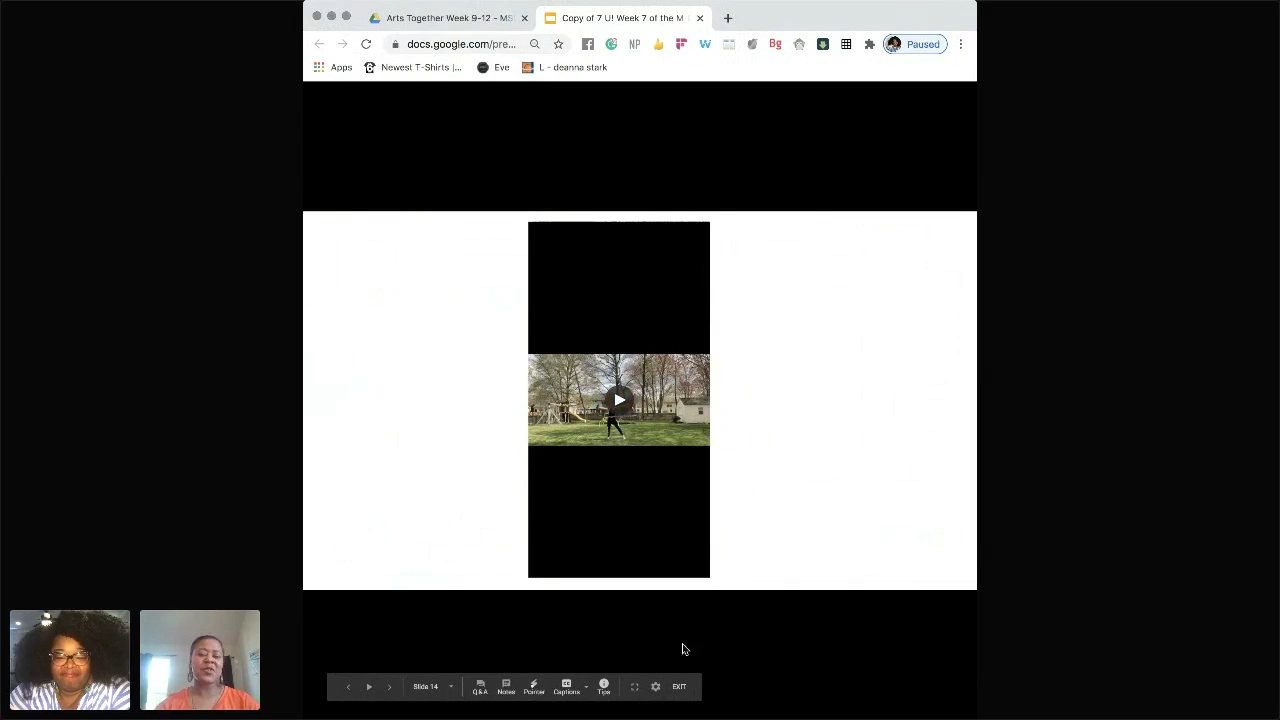 Arts Together Week 9-12 - MS
Copy of 7 U! Week 7 of the M
docs.google.com/pre...
NP
W
Bg
Paused
Apps
Newest T-Shirts |...
Eve
L - deanna stark
Slide 14
Q&A
Notes
Pointer
Captions
Tips
EXIT